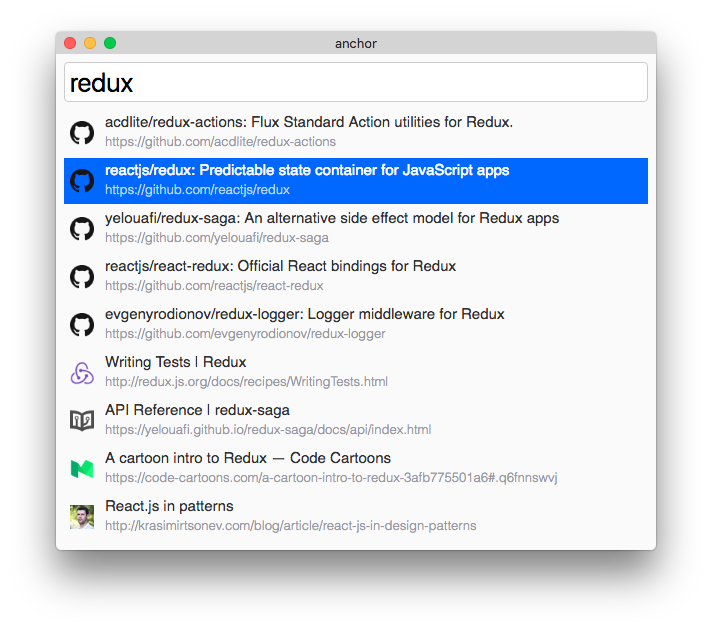 anchor
redux
acdlite/redux-actions: Flux Standard Action utilities for Redux.
https://github.com/acdlite/redux-actions
reactjs/redux: Predictable state container for JavaScript apps
https://github.com/reactjs/redux
yelouafi/redux-saga: An alternative side effect model for Redux apps
https://github.com/yelouafi/redux-saga
reactjs/react-redux: Official React bindings for Redux
https://github.com/reactjs/react-redux
evgenyrodionov/redux-logger: Logger middleware for Redux
https://github.com/evgenyrodionov/redux-logger
Writing Tests | Redux
http://redux.js.org/docs/recipes/WritingTests.html
API Reference | redux-saga
https://yelouafi.github.io/redux-saga/docs/api/index.html
A cartoon intro to Redux — Code Cartoons
https://code-cartoons.com/a-cartoon-intro-to-redux-3afb775501a6#.q6fnnswvj
React.js in patterns
http://krasimirtsonev.com/blog/article/react-js-in-design-patterns